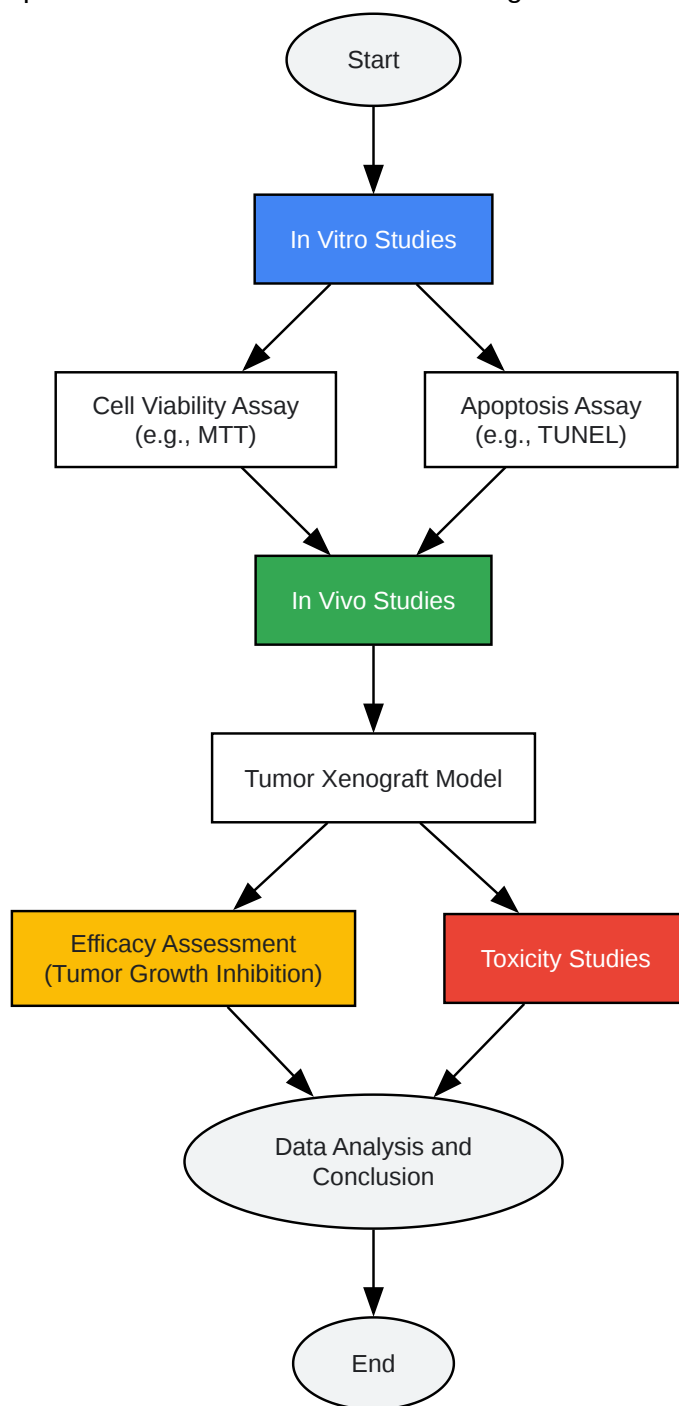 Start
In Vitro Studies
Cell Viability Assay
(e.g., MTT)
Apoptosis Assay
(e.g., TUNEL)
In Vivo Studies
Tumor Xenograft Model
Efficacy Assessment
(Tumor Growth Inhibition)
Toxicity Studies
Data Analysis and
Conclusion
End